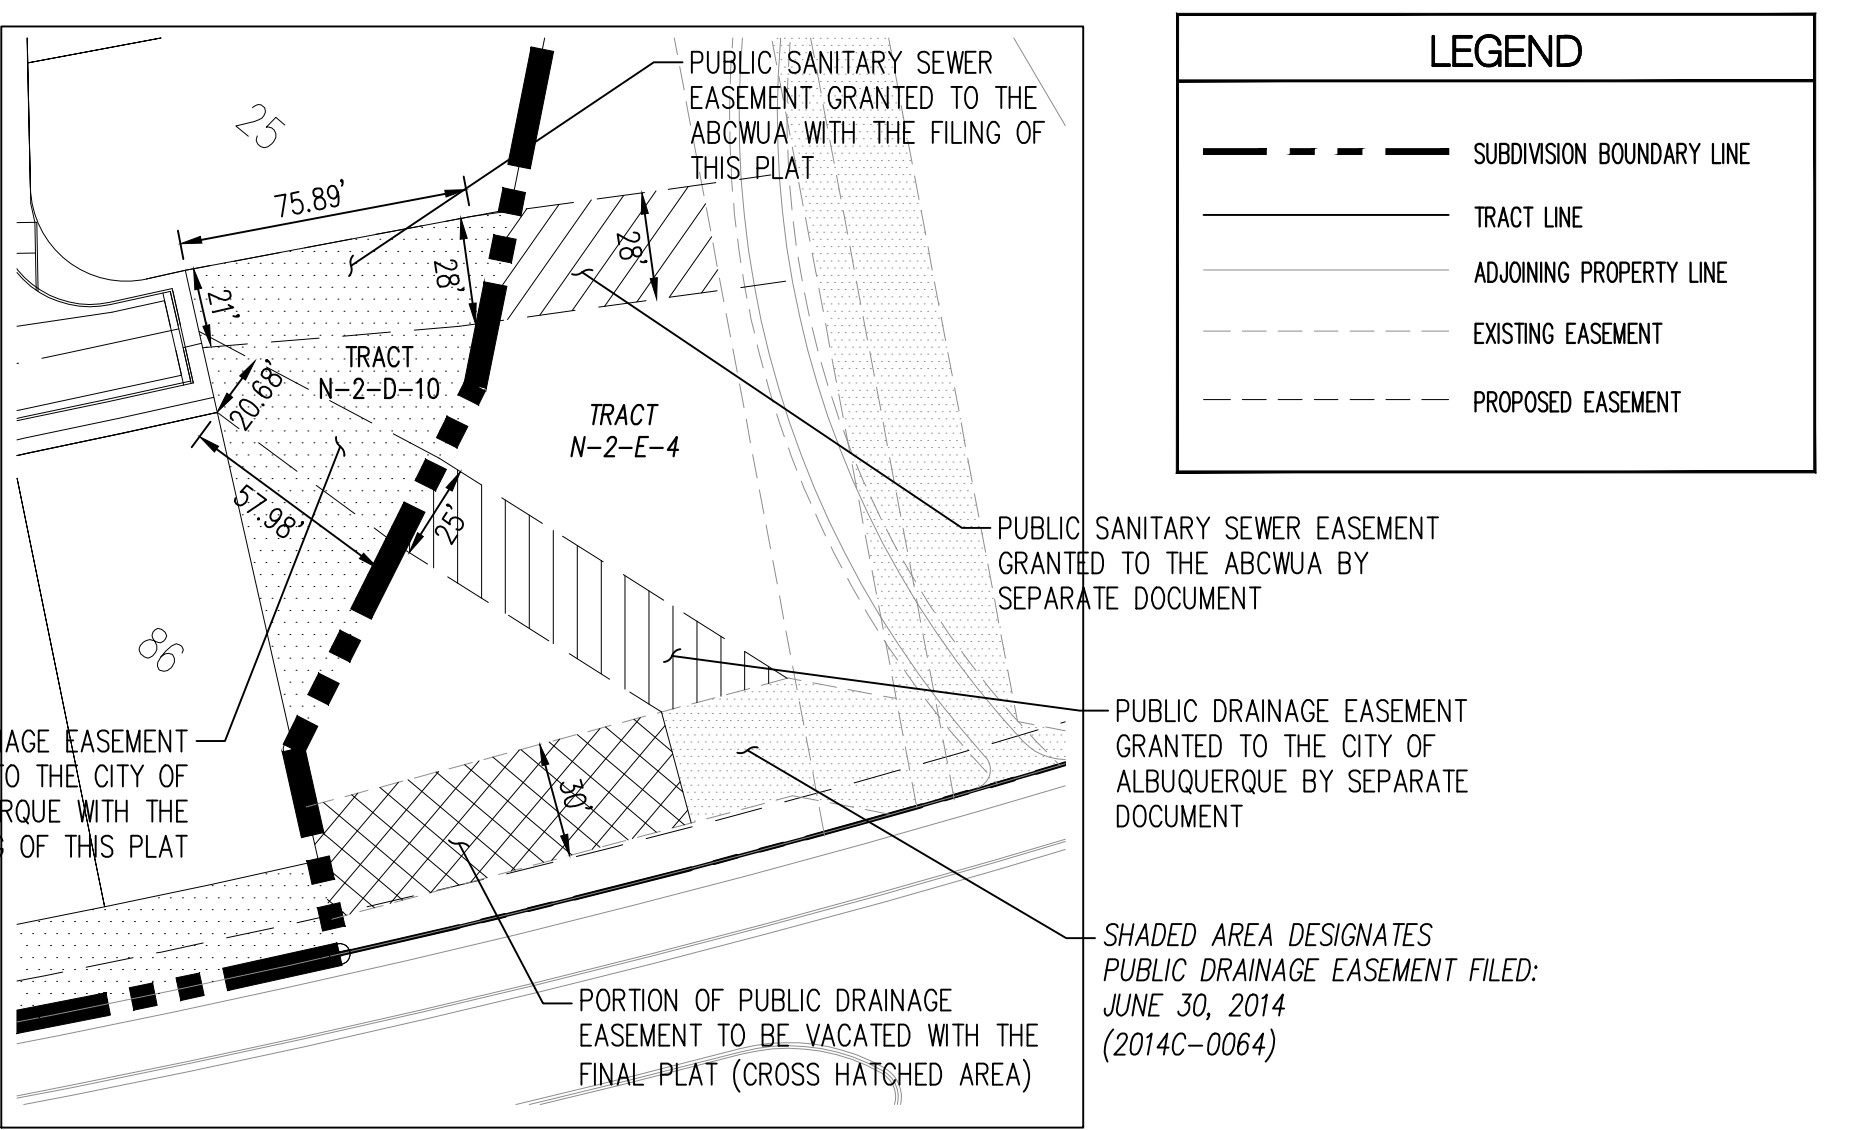 PUBLIC SANITARY SEWER
EASEMENT GRANTED TO THE
ABCWUA WITH THE FILING OF
THIS PLAT
25
75.89'
28'
28'
21'
TRACT
N-2-D-10
20.68'
TRACT
N-2-E-4
57.98'
25'
PUBLIC SANITARY SEWER EASEMENT
GRANTED TO THE ABCWUA BY
SEPARATE DOCUMENT
86
EASEMENT
TO THE CITY OF
WITH THE
OF THIS PLAT
PUBLIC DRAINAGE EASEMENT
GRANTED TO THE CITY OF
ALBUQUERQUE BY SEPARATE
DOCUMENT
30'
SHADED AREA DESIGNATES
PUBLIC DRAINAGE EASEMENT FILED:
JUNE 30, 2014
(2014C-0064)
PORTION OF PUBLIC DRAINAGE
EASEMENT TO BE VACATED WITH THE
FINAL PLAT (CROSS HATCHED AREA)
LEGEND
SUBDIVISION BOUNDARY LINE
TRACT LINE
ADJOINING PROPERTY LINE
EXISTING EASEMENT
PROPOSED EASEMENT